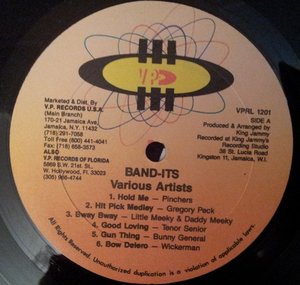 VP
Marketed & Dist. By
V.P. RECORDS U.S.A.
(Main Branch)
170-21 Jamaica Ave.
Jamaica, N.Y. 11432
(718) 291-7058
Toll Free (800) 441-4041
Fax: (718) 658-3573
ALSO
V.P. RECORDS OF FLORIDA
5669 S.W. 21st. St.,
W. Hollywood, Fl. 33023
(305) 966-4744
VPRL 1201
SIDE A
Produced & Arranged by
King Jammy
Recorded at King Jammy's
Recording Studio
38 St. Lucia Road
Kingston 11, Jamaica W.I.
BAND-ITS
Various Artists
1. Hold Me – Pinchers
2. Hit Pick Medley – Gregory Peck
3. Swey Sway – Little Meeky & Daddy Meeky
4. Good Loving – Tenor Senior
5. Gun Thing – Bunny General
6. Bow Delero – Wickerman
All Rights Reserved. Unauthorized duplication is a violation of applicable laws.